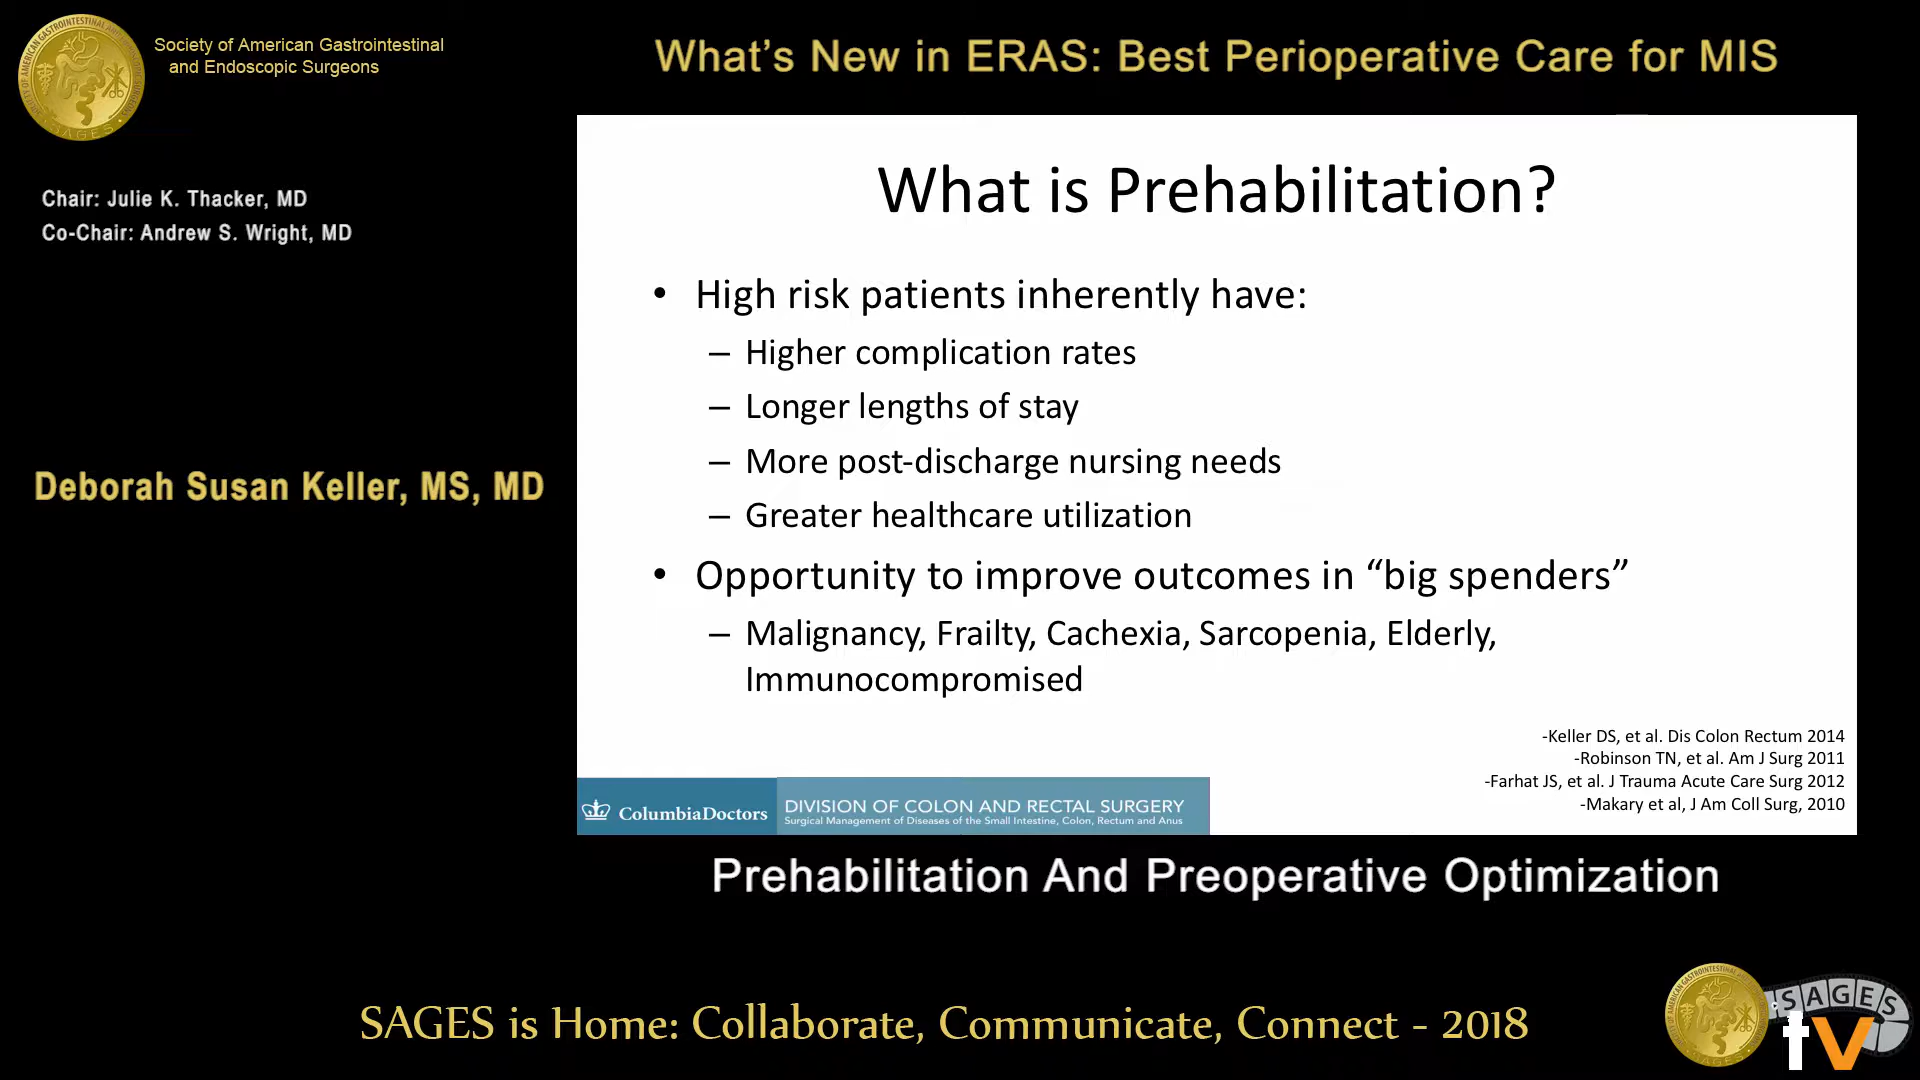 Society of American Gastrointestinal
and Endoscopic Surgeons
What's New in ERAS: Best Perioperative Care for MIS
Chair: Julie K. Thacker, MD
Co-Chair: Andrew S. Wright, MD
Deborah Susan Keller, MS, MD
What is Prehabilitation?
• High risk patients inherently have:
– Higher complication rates
– Longer lengths of stay
– More post-discharge nursing needs
– Greater healthcare utilization
• Opportunity to improve outcomes in “big spenders”
– Malignancy, Frailty, Cachexia, Sarcopenia, Elderly,
Immunocompromised
-Keller DS, et al. Dis Colon Rectum 2014
-Robinson TN, et al. Am J Surg 2011
-Farhat JS, et al. J Trauma Acute Care Surg 2012
-Makary et al, J Am Coll Surg, 2010
ColumbiaDoctors
DIVISION OF COLON AND RECTAL SURGERY
Surgical Management of Diseases of the Small Intestine, Colon, Rectum and Anus
Prehabilitation And Preoperative Optimization
SAGES is Home: Collaborate, Communicate, Connect - 2018
SAGES
tv